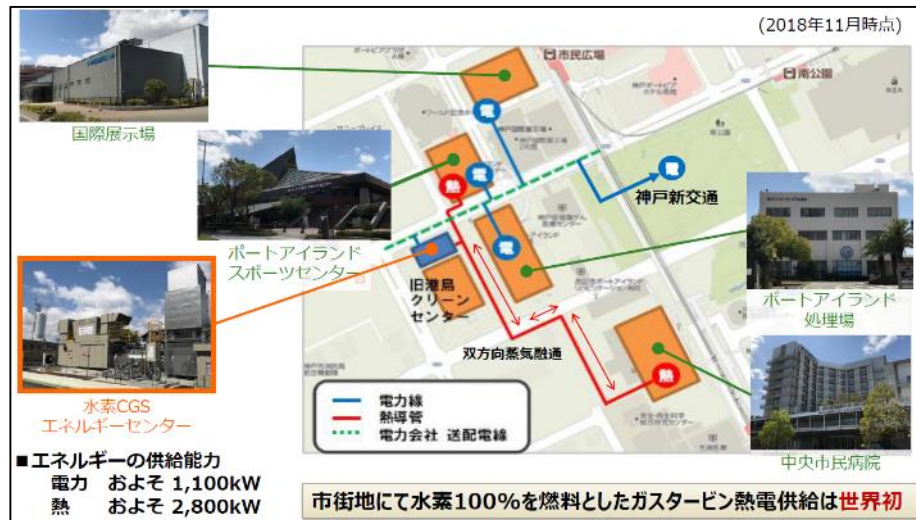 (2018年11月時点)
国際展示場
ポートアイランド
スポーツセンター
水素CGS
エネルギーセンター
市民広場
南公園
IKEA
電
電
熱
電
電
神戸新交通
旧港島
クリーン
センター
双方向蒸気融通
熱
ポートアイランド
処理場
中央市民病院
電力線
熱導管
電力会社 送配電線
■エネルギーの供給能力
電力 およそ 1,100kW
熱 およそ 2,800kW
市街地にて水素100%を燃料としたガスタービン熱電供給は世界初